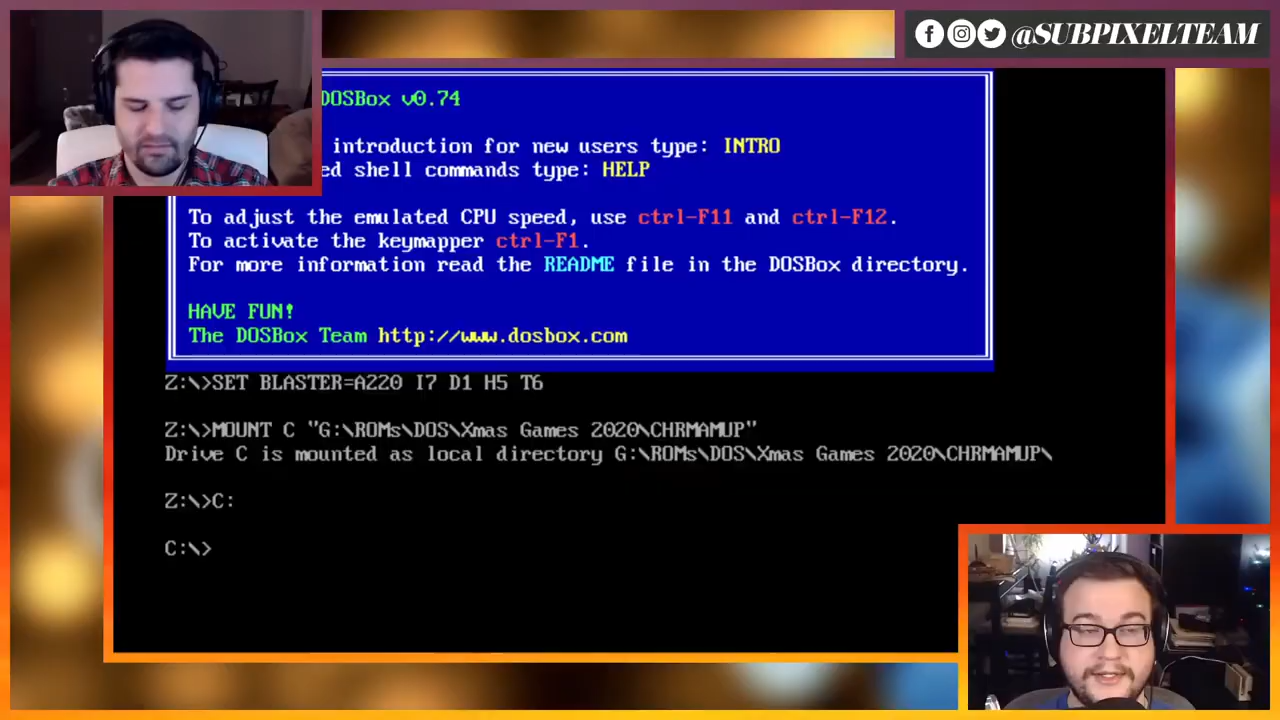 @SUBPIXELTEAM
DOSBox v0.74
introduction for new users type: INTRO
ed shell commands type: HELP
To adjust the emulated CPU speed, use ctrl-F11 and ctrl-F12.
To activate the keymapper ctrl-F1.
For more information read the README file in the DOSBox directory.
HAVE FUN!
The DOSBox Team http://www.dosbox.com
Z:\>SET BLASTER=A220 I7 D1 H5 T6
Z:\>MOUNT C "G:\ROMs\DOS\Xmas Games 2020\CHRMAMUP"
Drive C is mounted as local directory G:\ROMs\DOS\Xmas Games 2020\CHRMAMUP\
Z:\>C:
C:\>